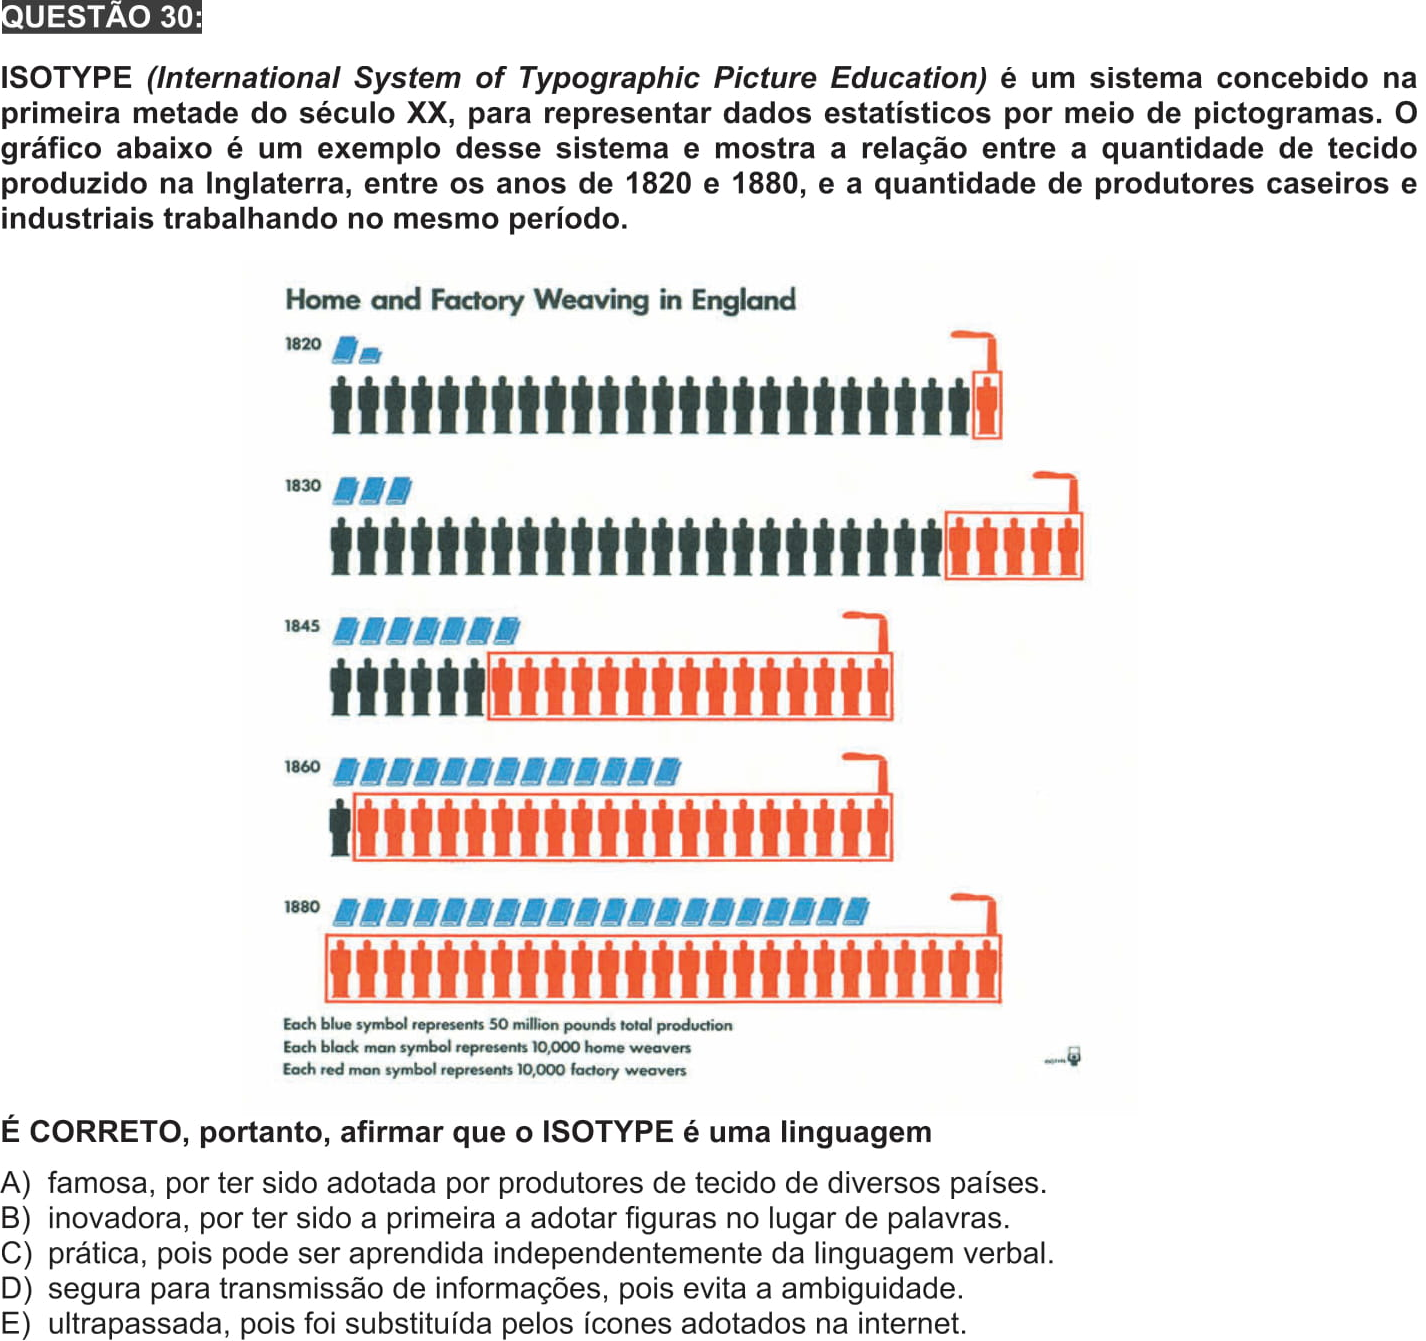 QUESTÃO 30:
ISOTYPE (International System of Typographic Picture Education) é um sistema concebido na
primeira metade do século XX, para representar dados estatísticos por meio de pictogramas. O
gráfico abaixo é um exemplo desse sistema e mostra a relação entre a quantidade de tecido
produzido na Inglaterra, entre os anos de 1820 e 1880, e a quantidade de produtores caseiros e
industriais trabalhando no mesmo período.
Home and Factory Weaving in England
1820
1830
1845
1860
1880
Each blue symbol represents 50 million pounds total production
Each black man symbol represents 10,000 home weavers
Each red man symbol represents 10,000 factory weavers
É CORRETO, portanto, afirmar que o ISOTYPE é uma linguagem
A) famosa, por ter sido adotada por produtores de tecido de diversos países.
B) inovadora, por ter sido a primeira a adotar figuras no lugar de palavras.
C) prática, pois pode ser aprendida independentemente da linguagem verbal.
D) segura para transmissão de informações, pois evita a ambiguidade.
E) ultrapassada, pois foi substituída pelos ícones adotados na internet.